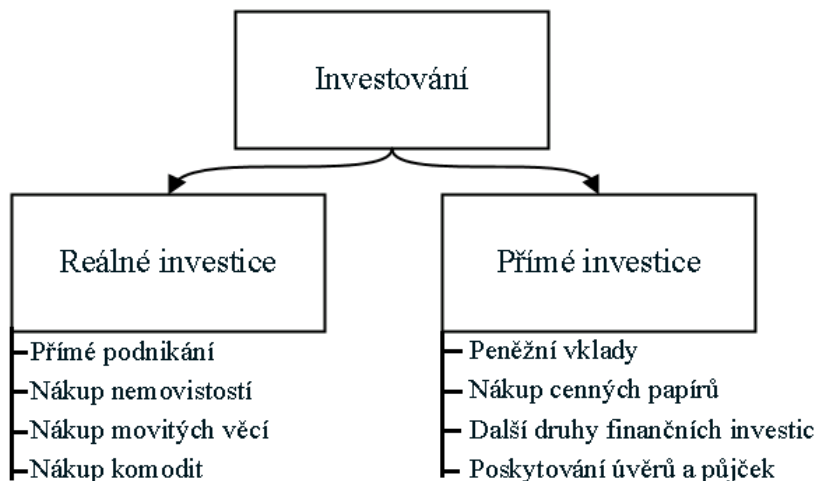 Investování
Reálné investice
Přímé podnikání
Nákup nemovistostí
Nákup movitých věcí
Nákup komodit
Přímé investice
Peněžní vklady
Nákup cenných papírů
Další druhy finančních investic
Poskytování úvěrů a půjček